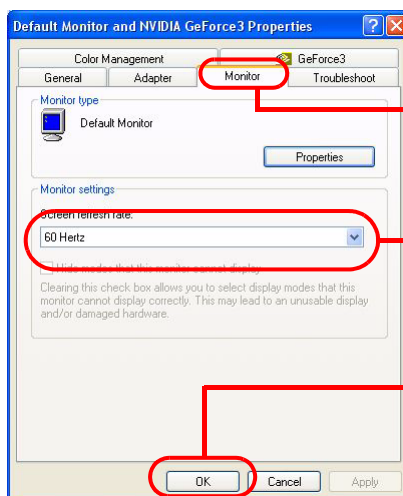 Default Monitor and NVIDIA GeForce3 Properties
Color Management
GeForce3
General
Adapter
Monitor
Troubleshoot
Monitor type
Default Monitor
Properties
Monitor settings
Screen refresh rate:
60 Hertz
Hide modes that this monitor cannot display
Clearing this check box allows you to select display modes that this
monitor cannot display correctly. This may lead to an unusable display
and/or damaged hardware.
OK
Cancel
Apply